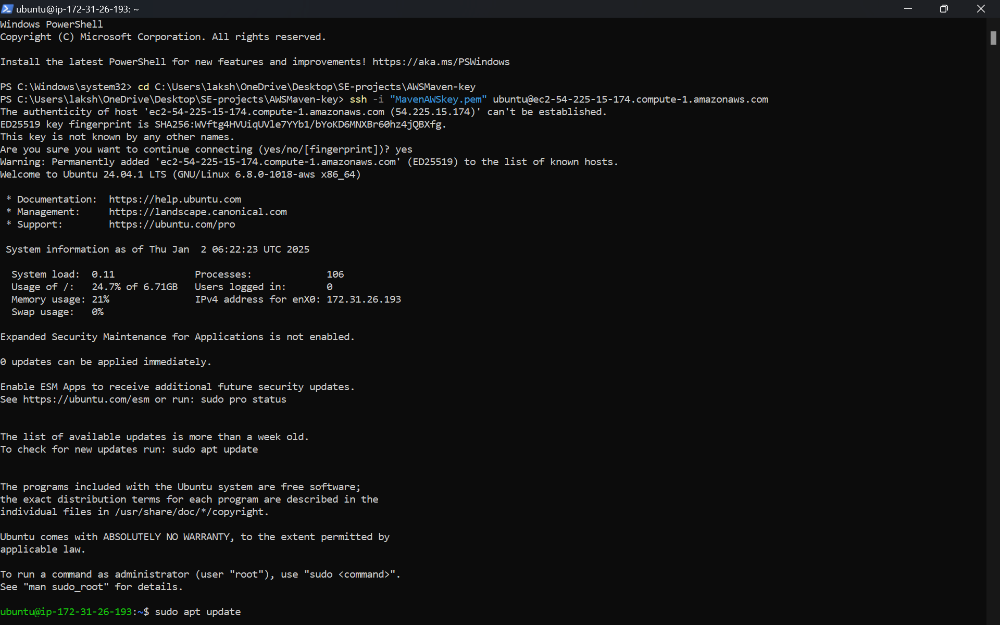 ubuntu@ip-172-31-26-193: ~
Windows PowerShell
Copyright (C) Microsoft Corporation. All rights reserved.
Install the latest PowerShell for new features and improvements! https://aka.ms/PSWindows
PS C:\Windows\system32> cd C:\Users\laksh\OneDrive\Desktop\SE-projects\AWSMaven-key
PS C:\Users\laksh\OneDrive\Desktop\SE-projects\AWSMaven-key> ssh -i "MavenAWSkey.pem" ubuntu@ec2-54-225-15-174.compute-1.amazonaws.com
The authenticity of host 'ec2-54-225-15-174.compute-1.amazonaws.com (54.225.15.174)' can't be established.
ED25519 key fingerprint is SHA256:WVftg4HVUiqUVle7YYb1/bYoKD6MNXBr60hz4jQBXfg.
This key is not known by any other names.
Are you sure you want to continue connecting (yes/no/[fingerprint])? yes
Warning: Permanently added 'ec2-54-225-15-174.compute-1.amazonaws.com' (ED25519) to the list of known hosts.
Welcome to Ubuntu 24.04.1 LTS (GNU/Linux 6.8.0-1018-aws x86_64)
* Documentation:  https://help.ubuntu.com
* Management:     https://landscape.canonical.com
* Support:        https://ubuntu.com/pro
System information as of Thu Jan  2 06:22:23 UTC 2025
System load:  0.11              Processes:             106
Usage of /:   24.7% of 6.71GB   Users logged in:       0
Memory usage: 21%               IPv4 address for enX0: 172.31.26.193
Swap usage:   0%
Expanded Security Maintenance for Applications is not enabled.
0 updates can be applied immediately.
Enable ESM Apps to receive additional future security updates.
See https://ubuntu.com/esm or run: sudo pro status
The list of available updates is more than a week old.
To check for new updates run: sudo apt update
The programs included with the Ubuntu system are free software;
the exact distribution terms for each program are described in the
individual files in /usr/share/doc/*/copyright.
Ubuntu comes with ABSOLUTELY NO WARRANTY, to the extent permitted by
applicable law.
To run a command as administrator (user "root"), use "sudo <command>".
See "man sudo_root" for details.
ubuntu@ip-172-31-26-193:~$ sudo apt update